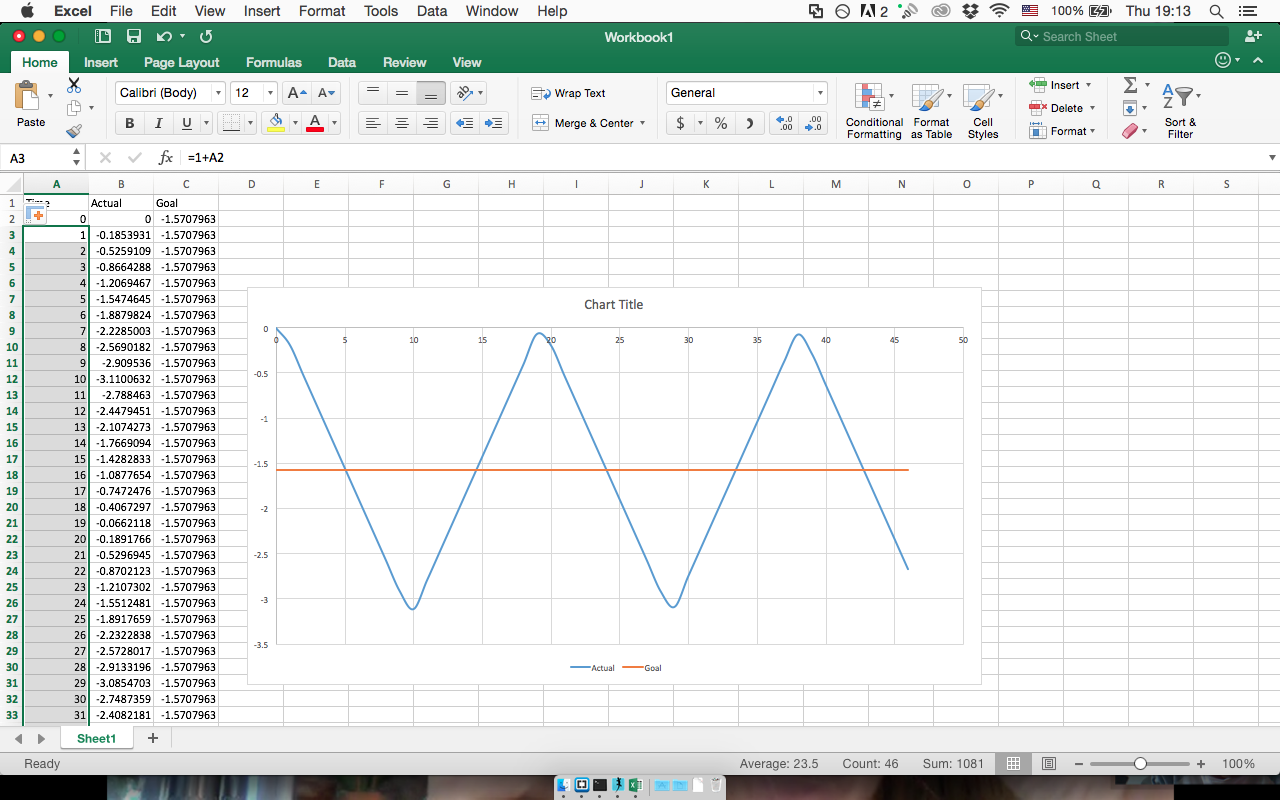 Excel File Edit View Insert Format Tools Data Window Help 2 100% Thu 19:13
Workbook1 Search Sheet
Home Insert Page Layout Formulas Data Review View
Paste Calibri (Body) 12 A A Wrap Text General Insert
B I U A Merge & Center $ % Conditional Formatting Format as Table Cell Styles Delete Format Sort & Filter
A3 fx =1+A2
A B C D E F G H I J K L M N O P Q R S
1 Time Actual Goal
2 0 0 -1.5707963
3 1 -0.1853931 -1.5707963
4 2 -0.5259109 -1.5707963
5 3 -0.8664288 -1.5707963
6 4 -1.2069467 -1.5707963
7 5 -1.5474645 -1.5707963
8 6 -1.8879824 -1.5707963
9 7 -2.2285003 -1.5707963
10 8 -2.5690182 -1.5707963
11 9 -2.909536 -1.5707963
12 10 -3.1100632 -1.5707963
13 11 -2.788463 -1.5707963
14 12 -2.4479451 -1.5707963
15 13 -2.1074273 -1.5707963
16 14 -1.7669094 -1.5707963
17 15 -1.4282833 -1.5707963
18 16 -1.0877654 -1.5707963
19 17 -0.7472476 -1.5707963
20 18 -0.4067297 -1.5707963
21 19 -0.0662118 -1.5707963
22 20 -0.1891766 -1.5707963
23 21 -0.5296945 -1.5707963
24 22 -0.8702123 -1.5707963
25 23 -1.2107302 -1.5707963
26 24 -1.5512481 -1.5707963
27 25 -1.8917659 -1.5707963
28 26 -2.2322838 -1.5707963
29 27 -2.5728017 -1.5707963
30 28 -2.9133196 -1.5707963
31 29 -3.0854703 -1.5707963
32 30 -2.7487359 -1.5707963
33 31 -2.4082181 -1.5707963
Chart Title
0
0 5 10 15 20 25 30 35 40 45 50
-0.5
-1
-1.5
-2
-2.5
-3
-3.5
Actual Goal
Sheet1
Ready Average: 23.5 Count: 46 Sum: 1081 100%